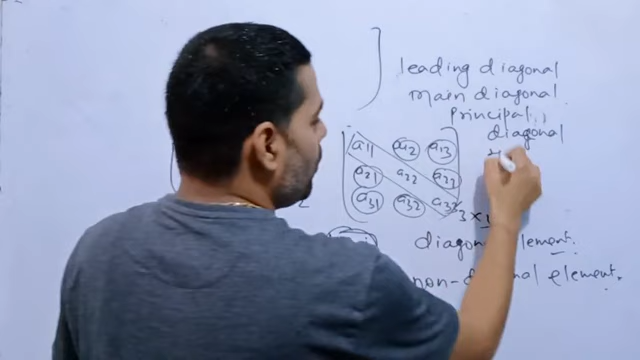 leading diagonal
main diagonal
principal ,,
diagonal
a11 a12 a13
a21 a22 a23
a31 a32 a33
3×
diagonal element.
non-diagonal element.